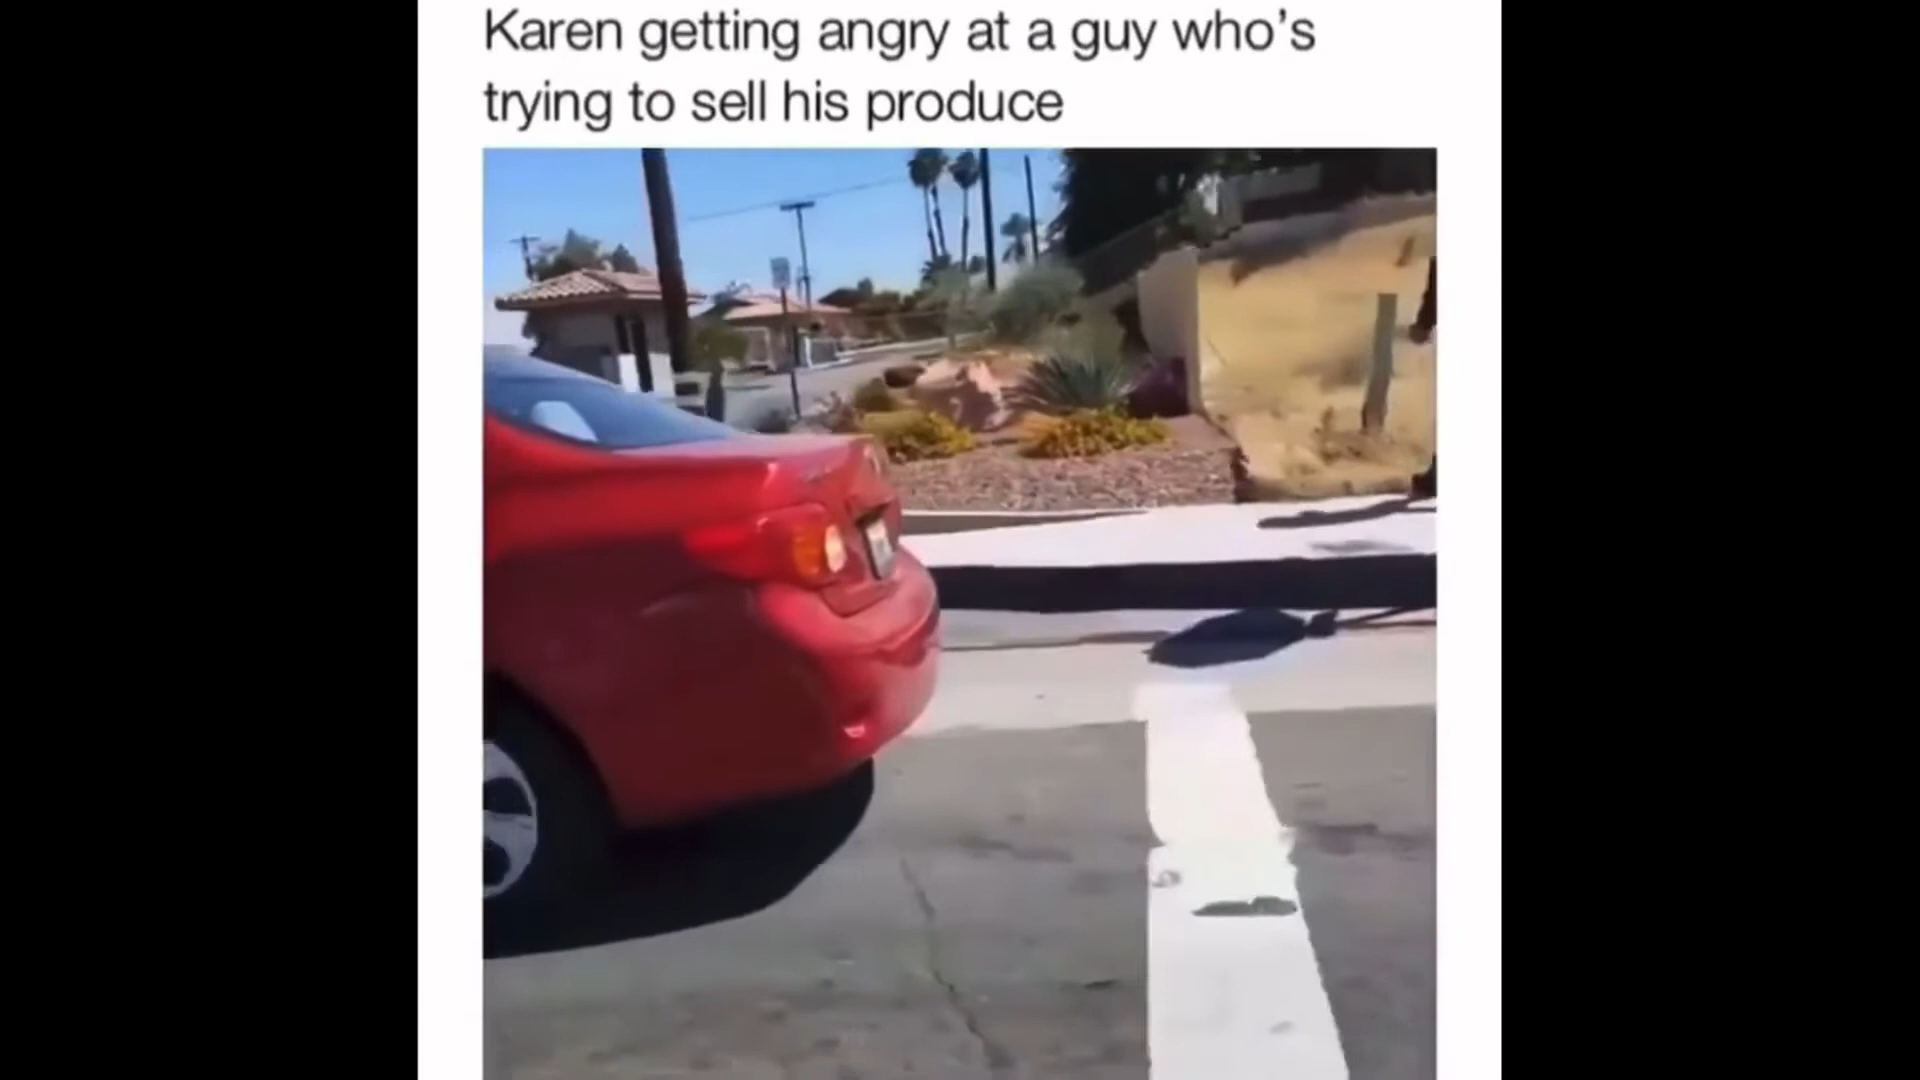 Karen getting angry at a guy who’s
trying to sell his produce